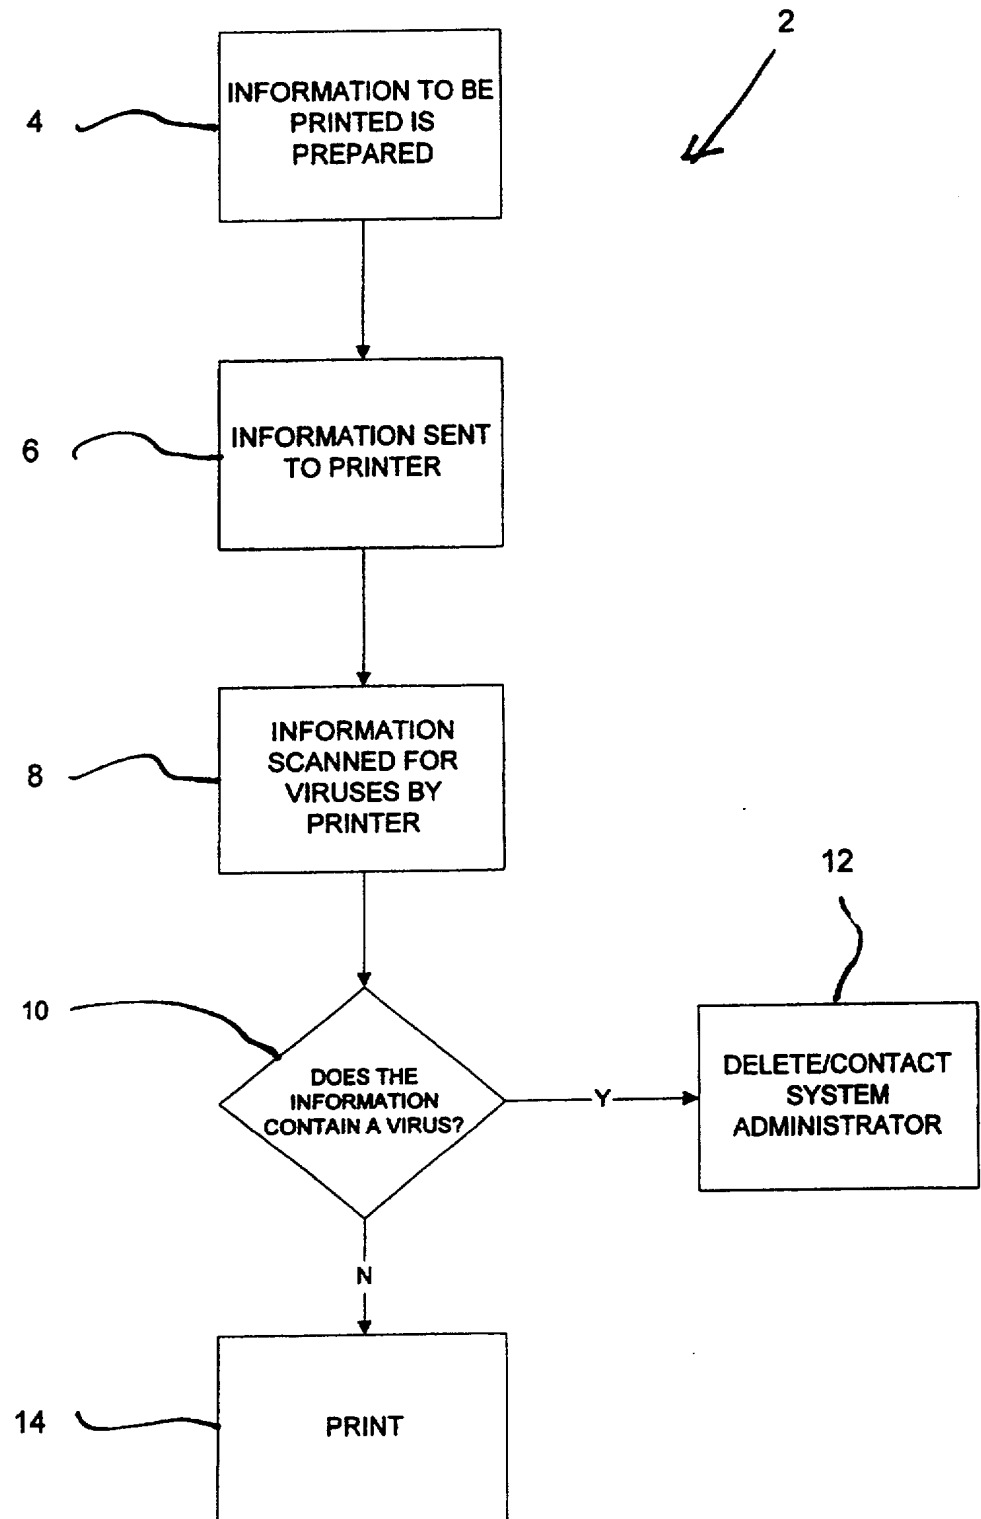 2
4
INFORMATION TO BE
PRINTED IS
PREPARED
6
INFORMATION SENT
TO PRINTER
8
INFORMATION
SCANNED FOR
VIRUSES BY
PRINTER
12
10
DOES THE
INFORMATION
CONTAIN A VIRUS?
Y
DELETE/CONTACT
SYSTEM
ADMINISTRATOR
N
14
PRINT